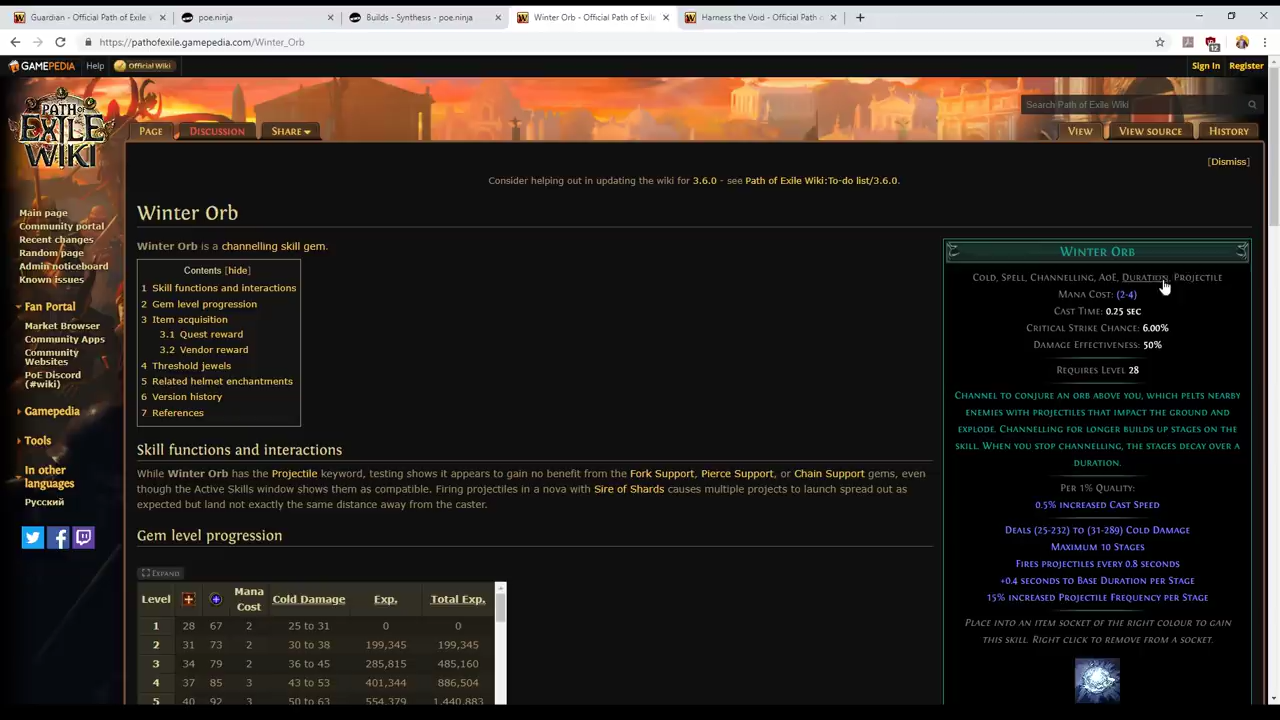 Guardian - Official Path of Exile
poe.ninja
Builds - Synthesis - poe.ninja
Winter Orb - Official Path of Exile
Harness the Void - Official Path of
https://pathofexile.gamepedia.com/Winter_Orb
12
GAMEPEDIA
Help
Official Wiki
Sign In
Register
PATH OF
EXILE
WIKI
Search Path of Exile Wiki
PAGE
DISCUSSION
SHARE
VIEW
VIEW SOURCE
HISTORY
[Dismiss]
Consider helping out in updating the wiki for 3.6.0 - see Path of Exile Wiki:To-do list/3.6.0.
Main page
Community portal
Recent changes
Random page
Admin noticeboard
Known issues
Fan Portal
Market Browser
Community Apps
Community
Websites
PoE Discord
(#wiki)
Gamepedia
Tools
In other
languages
Русский
Winter Orb
Winter Orb is a channelling skill gem.
Contents [hide]
1 Skill functions and interactions
2 Gem level progression
3 Item acquisition
3.1 Quest reward
3.2 Vendor reward
4 Threshold jewels
5 Related helmet enchantments
6 Version history
7 References
Skill functions and interactions
While Winter Orb has the Projectile keyword, testing shows it appears to gain no benefit from the Fork Support, Pierce Support, or Chain Support gems, even
though the Active Skills window shows them as compatible. Firing projectiles in a nova with Sire of Shards causes multiple projects to launch spread out as
expected but land not exactly the same distance away from the caster.
Gem level progression
EXPAND
Level Mana Cost Cold Damage Exp. Total Exp.
1 28 67 2 25 to 31 0 0
2 31 73 2 30 to 38 199,345 199,345
3 34 79 2 36 to 45 285,815 485,160
4 37 85 3 43 to 53 401,344 886,504
5 40 92 3 50 to 63 554,379 1,440,883
WINTER ORB
COLD, SPELL, CHANNELLING, AOE, DURATION, PROJECTILE
MANA COST: (2-4)
CAST TIME: 0.25 SEC
CRITICAL STRIKE CHANCE: 6.00%
DAMAGE EFFECTIVENESS: 50%
REQUIRES LEVEL 28
CHANNEL TO CONJURE AN ORB ABOVE YOU, WHICH PELTS NEARBY
ENEMIES WITH PROJECTILES THAT IMPACT THE GROUND AND
EXPLODE. CHANNELLING FOR LONGER BUILDS UP STAGES ON THE
SKILL. WHEN YOU STOP CHANNELLING, THE STAGES DECAY OVER A
DURATION.
PER 1% QUALITY:
0.5% INCREASED CAST SPEED
DEALS (25-232) TO (31-289) COLD DAMAGE
MAXIMUM 10 STAGES
FIRES PROJECTILES EVERY 0.8 SECONDS
+0.4 SECONDS TO BASE DURATION PER STAGE
15% INCREASED PROJECTILE FREQUENCY PER STAGE
PLACE INTO AN ITEM SOCKET OF THE RIGHT COLOUR TO GAIN
THIS SKILL. RIGHT CLICK TO REMOVE FROM A SOCKET.